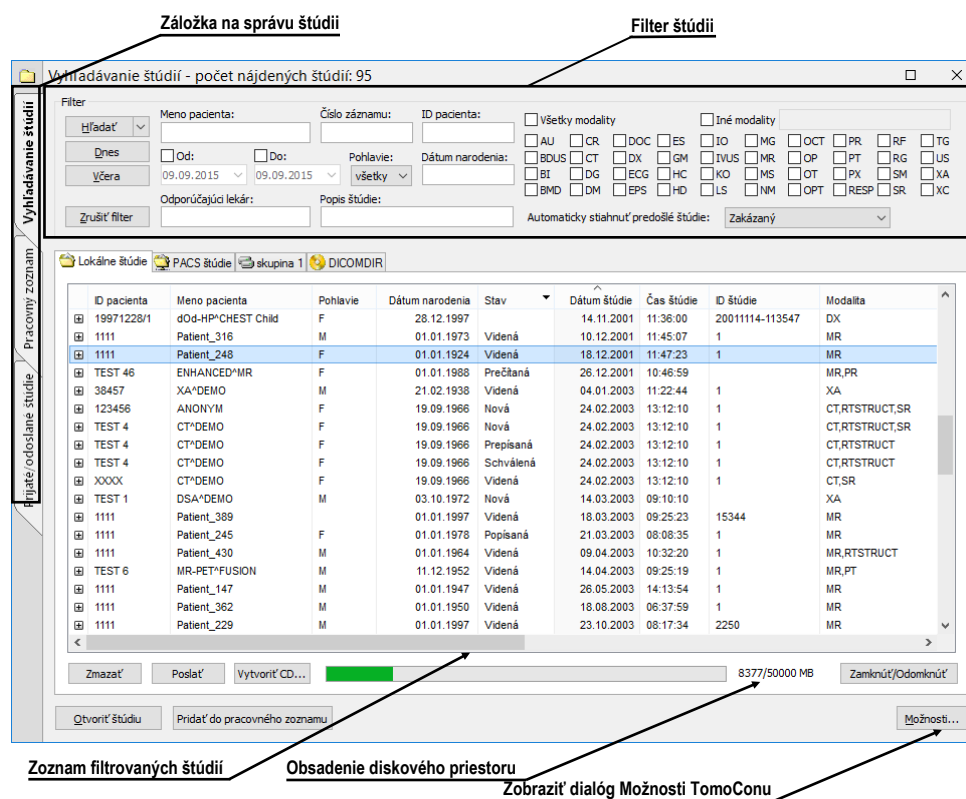 Záložka na správu štúdii
Filter štúdii
Vyhľadávanie štúdií - počet nájdených štúdií: 95
Vyhľadávanie štúdií
Pracovný zoznam
Prijaté/odoslané štúdie
Filter
Hľadať
Dnes
Včera
Zrušiť filter
Meno pacienta:
Číslo záznamu:
ID pacienta:
Od:
Do:
Pohlavie:
Dátum narodenia:
09.09.2015
09.09.2015
všetky
Odporúčajúci lekár:
Popis štúdie:
Všetky modality
Iné modality
AU CR DOC ES IO MG OCT PR RF TG
BDUS CT DX GM IVUS MR OP PT RG US
BI DG ECG HC KO MS OT PX SM XA
BMD DM EPS HD LS NM OPT RESP SR XC
Automaticky stiahnuť predošlé štúdie: Zakázaný
Lokálne štúdie PACS štúdie skupina 1 DICOMDIR
ID pacienta Meno pacienta Pohlavie Dátum narodenia Stav Dátum štúdie Čas štúdie ID štúdie Modalita
19971228/1 dOd-HP^CHEST Child F 28.12.1997 14.11.2001 11:36:00 20011114-113547 DX
1111 Patient_316 M 01.01.1973 Videná 10.12.2001 11:45:07 1 MR
1111 Patient_248 F 01.01.1924 Videná 18.12.2001 11:47:23 1 MR
TEST 46 ENHANCED^MR F 01.01.1988 Prečítaná 26.12.2001 10:46:59 MR,PR
38457 XA^DEMO M 21.02.1938 Videná 04.01.2003 11:22:44 1 XA
123456 ANONYM F 19.09.1966 Nová 24.02.2003 13:12:10 1 CT,RTSTRUCT,SR
TEST 4 CT^DEMO F 19.09.1966 Nová 24.02.2003 13:12:10 1 CT,RTSTRUCT,SR
TEST 4 CT^DEMO F 19.09.1966 Prepísaná 24.02.2003 13:12:10 1 CT,RTSTRUCT
TEST 4 CT^DEMO F 19.09.1966 Schválená 24.02.2003 13:12:10 1 CT,RTSTRUCT
XXXX CT^DEMO F 19.09.1966 Videná 24.02.2003 13:12:10 1 CT,SR
TEST 1 DSA^DEMO M 03.10.1972 Nová 14.03.2003 09:10:10 XA
1111 Patient_389 01.01.1997 Videná 18.03.2003 09:25:23 15344 MR
1111 Patient_245 F 01.01.1978 Popísaná 21.03.2003 08:08:35 1 MR
1111 Patient_430 M 01.01.1964 Videná 09.04.2003 10:32:20 1 MR,RTSTRUCT
TEST 6 MR-PET^FUSION M 11.12.1952 Videná 14.04.2003 09:25:19 1 MR,PT
1111 Patient_147 M 01.01.1947 Videná 26.05.2003 14:13:54 1 MR
1111 Patient_362 M 01.01.1950 Videná 18.08.2003 06:37:59 1 MR
1111 Patient_229 M 01.01.1997 Videná 23.10.2003 08:17:34 2250 MR
Zmazať Poslať Vytvoriť CD... 8377/50000 MB Zamknúť/Odomknúť
Otvoriť štúdiu Pridať do pracovného zoznamu Možnosti...
Zoznam filtrovaných štúdií
Obsadenie diskového priestoru
Zobraziť dialóg Možnosti TomoConu